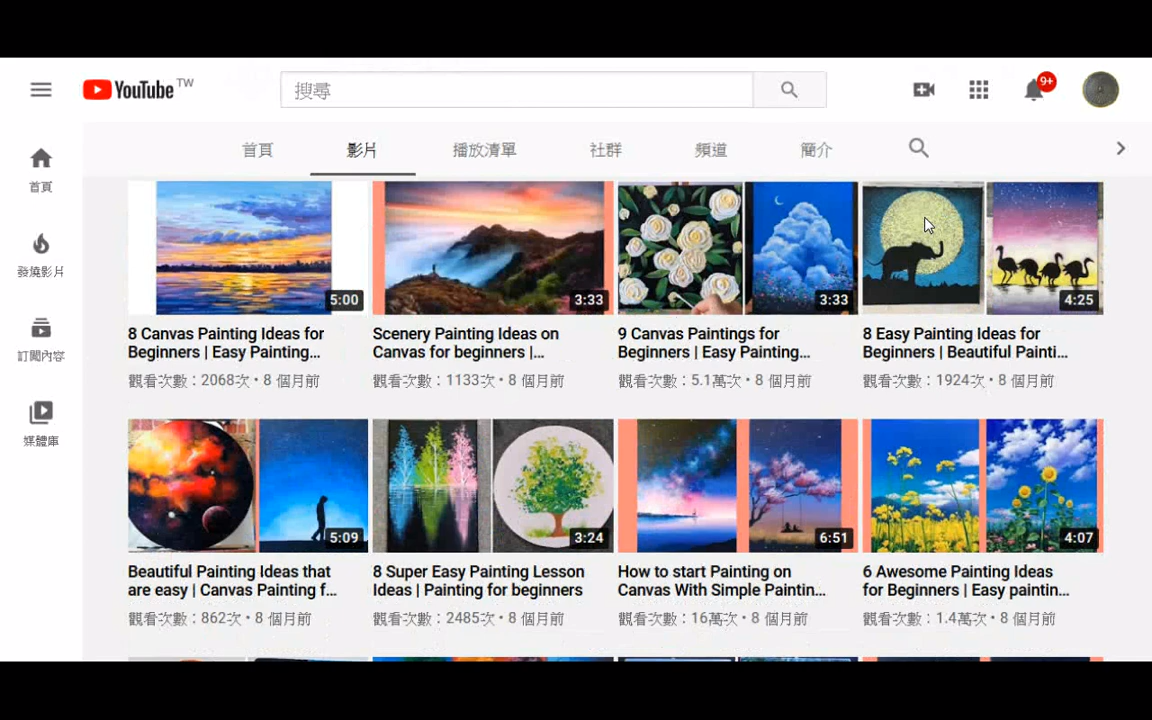 YouTube TW
搜尋
9+
首頁
影片
播放清單
社群
頻道
簡介
首頁
發燒影片
訂閱內容
媒體庫
5:00
3:33
3:33
4:25
8 Canvas Painting Ideas for
Beginners | Easy Painting...
觀看次數：2068次 • 8 個月前
Scenery Painting Ideas on
Canvas for beginners |...
觀看次數：1133次 • 8 個月前
9 Canvas Paintings for
Beginners | Easy Painting...
觀看次數：5.1萬次 • 8 個月前
8 Easy Painting Ideas for
Beginners | Beautiful Painti...
觀看次數：1924次 • 8 個月前
5:09
3:24
6:51
4:07
Beautiful Painting Ideas that
are easy | Canvas Painting f...
觀看次數：862次 • 8 個月前
8 Super Easy Painting Lesson
Ideas | Painting for beginners
觀看次數：2485次 • 8 個月前
How to start Painting on
Canvas With Simple Paintin...
觀看次數：16萬次 • 8 個月前
6 Awesome Painting Ideas
for Beginners | Easy paintin...
觀看次數：1.4萬次 • 8 個月前